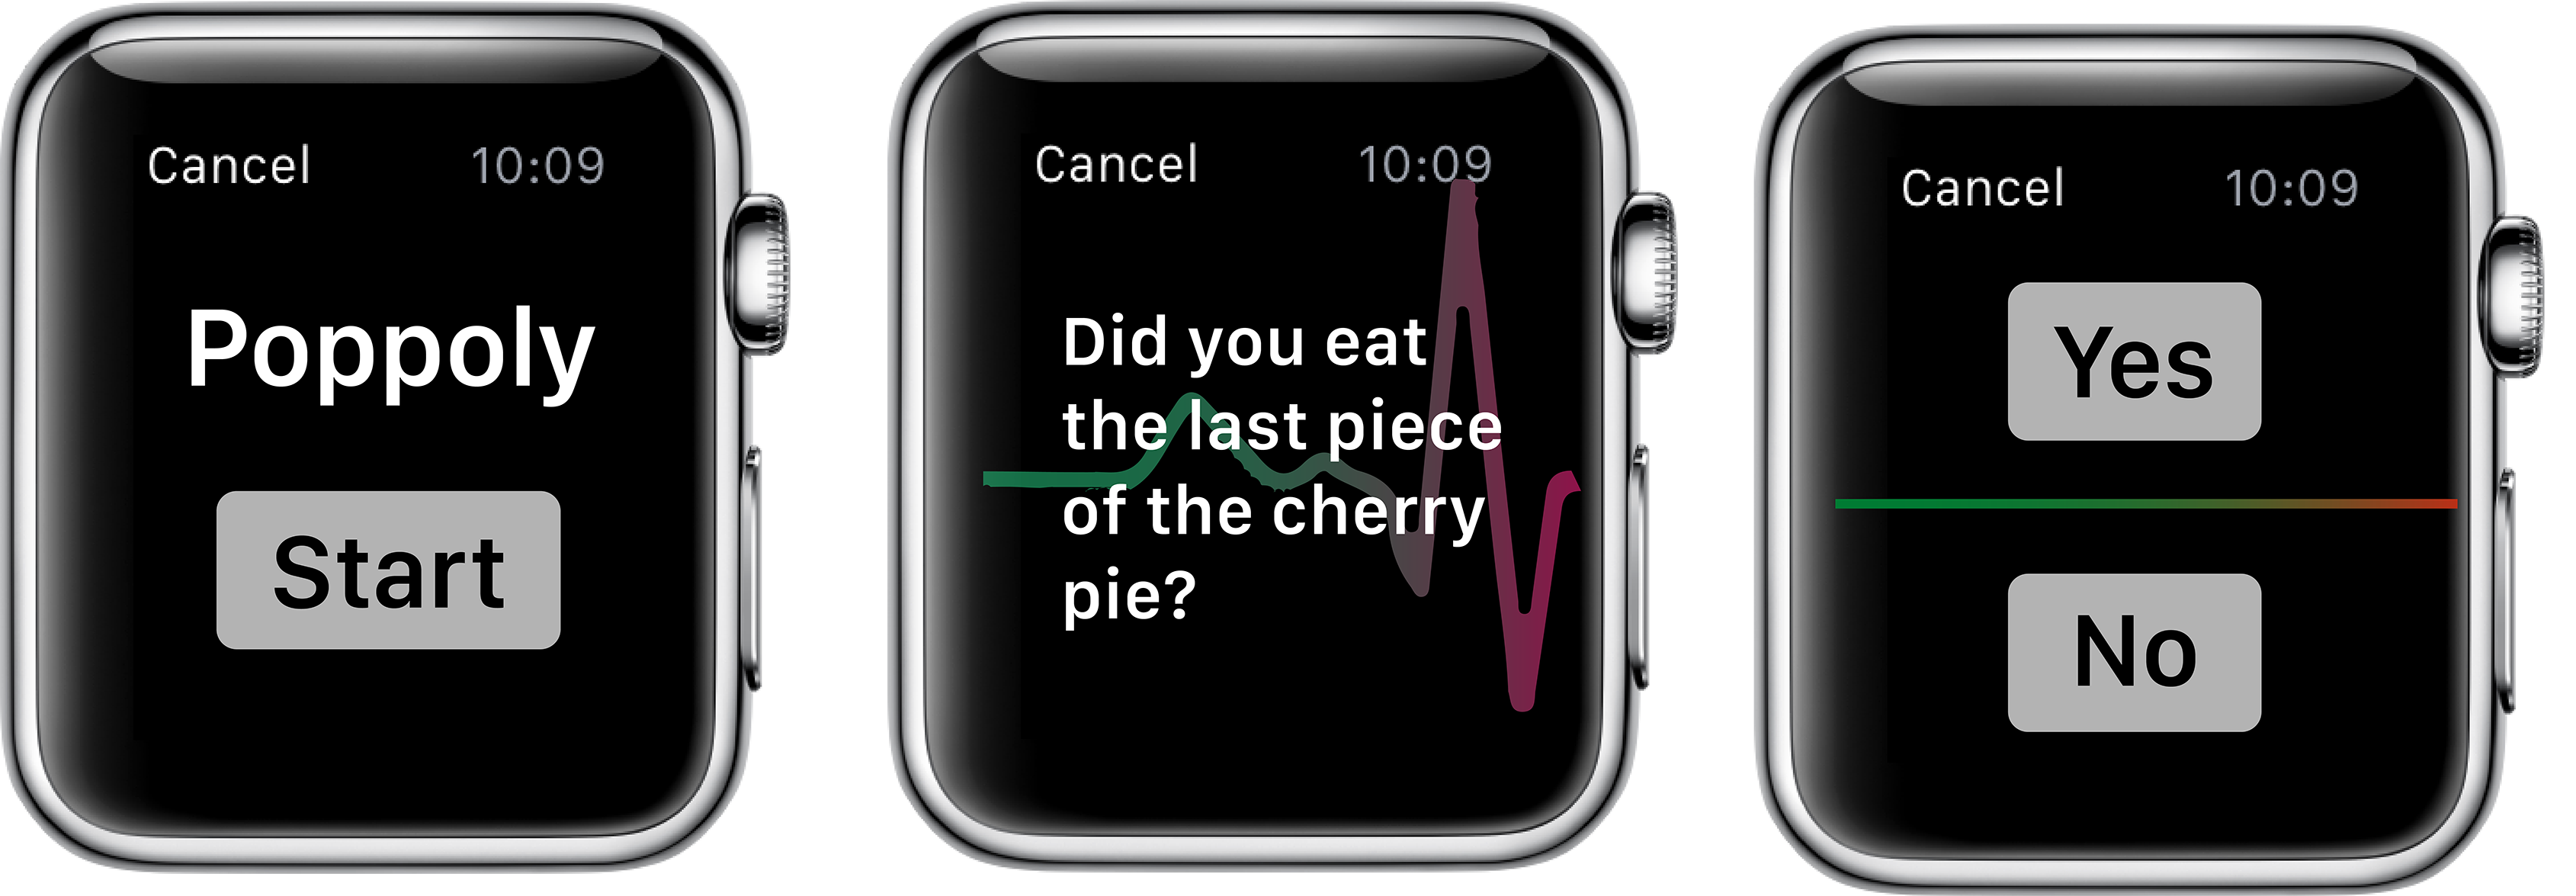 Cancel 10:09
Poppoly
Start
Cancel 10:09
Did you eat
the last piece
of the cherry
pie?
Cancel 10:09
Yes
No